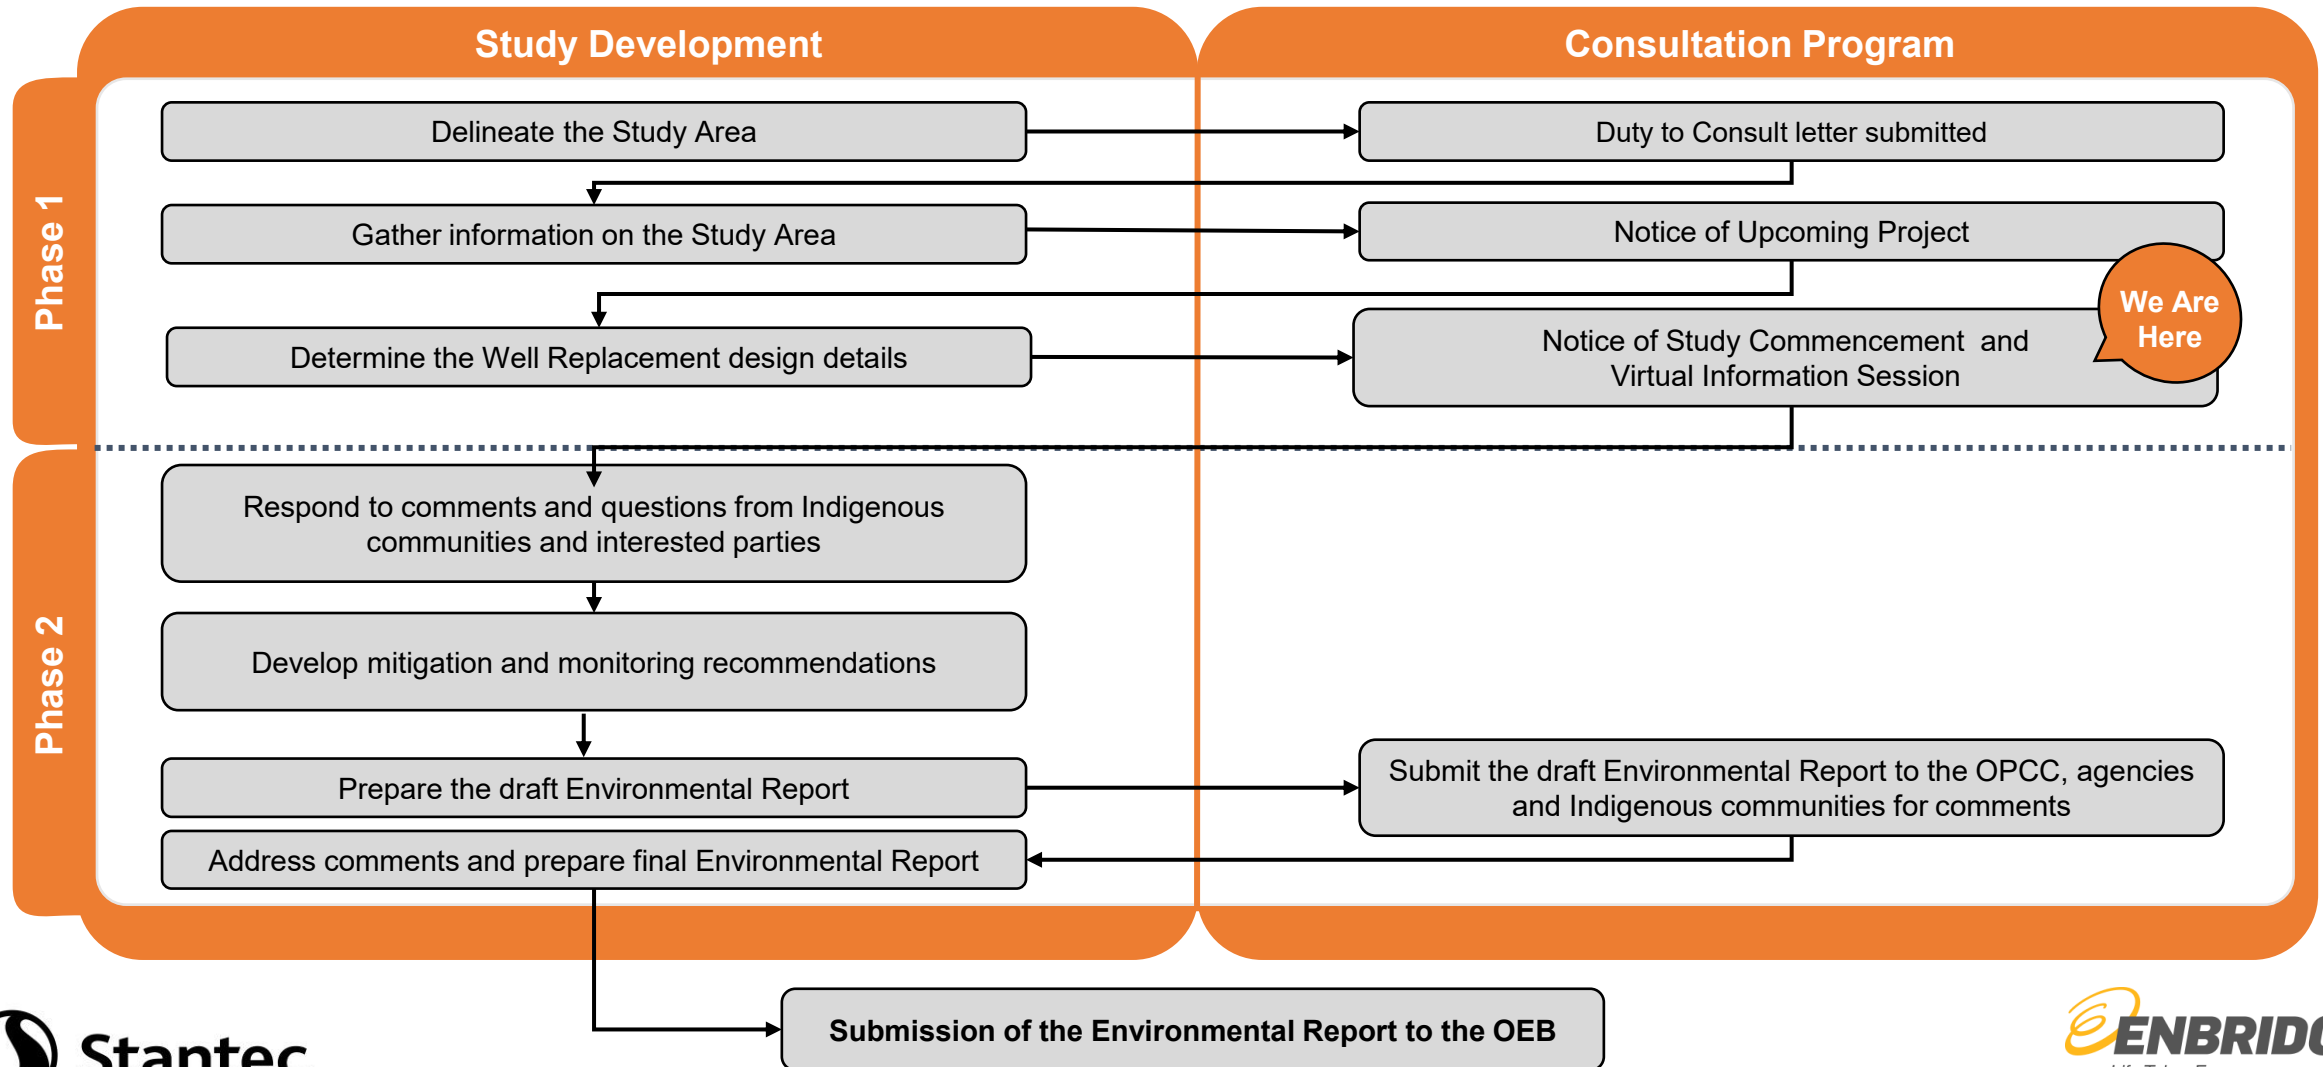 Study Development
Consultation Program
Phase 1
Delineate the Study Area
Duty to Consult letter submitted
Gather information on the Study Area
Notice of Upcoming Project
We Are
Here
Determine the Well Replacement design details
Notice of Study Commencement and
Virtual Information Session
Phase 2
Respond to comments and questions from Indigenous
communities and interested parties
Develop mitigation and monitoring recommendations
Prepare the draft Environmental Report
Submit the draft Environmental Report to the OPCC, agencies
and Indigenous communities for comments
Address comments and prepare final Environmental Report
Submission of the Environmental Report to the OEB
Stantec